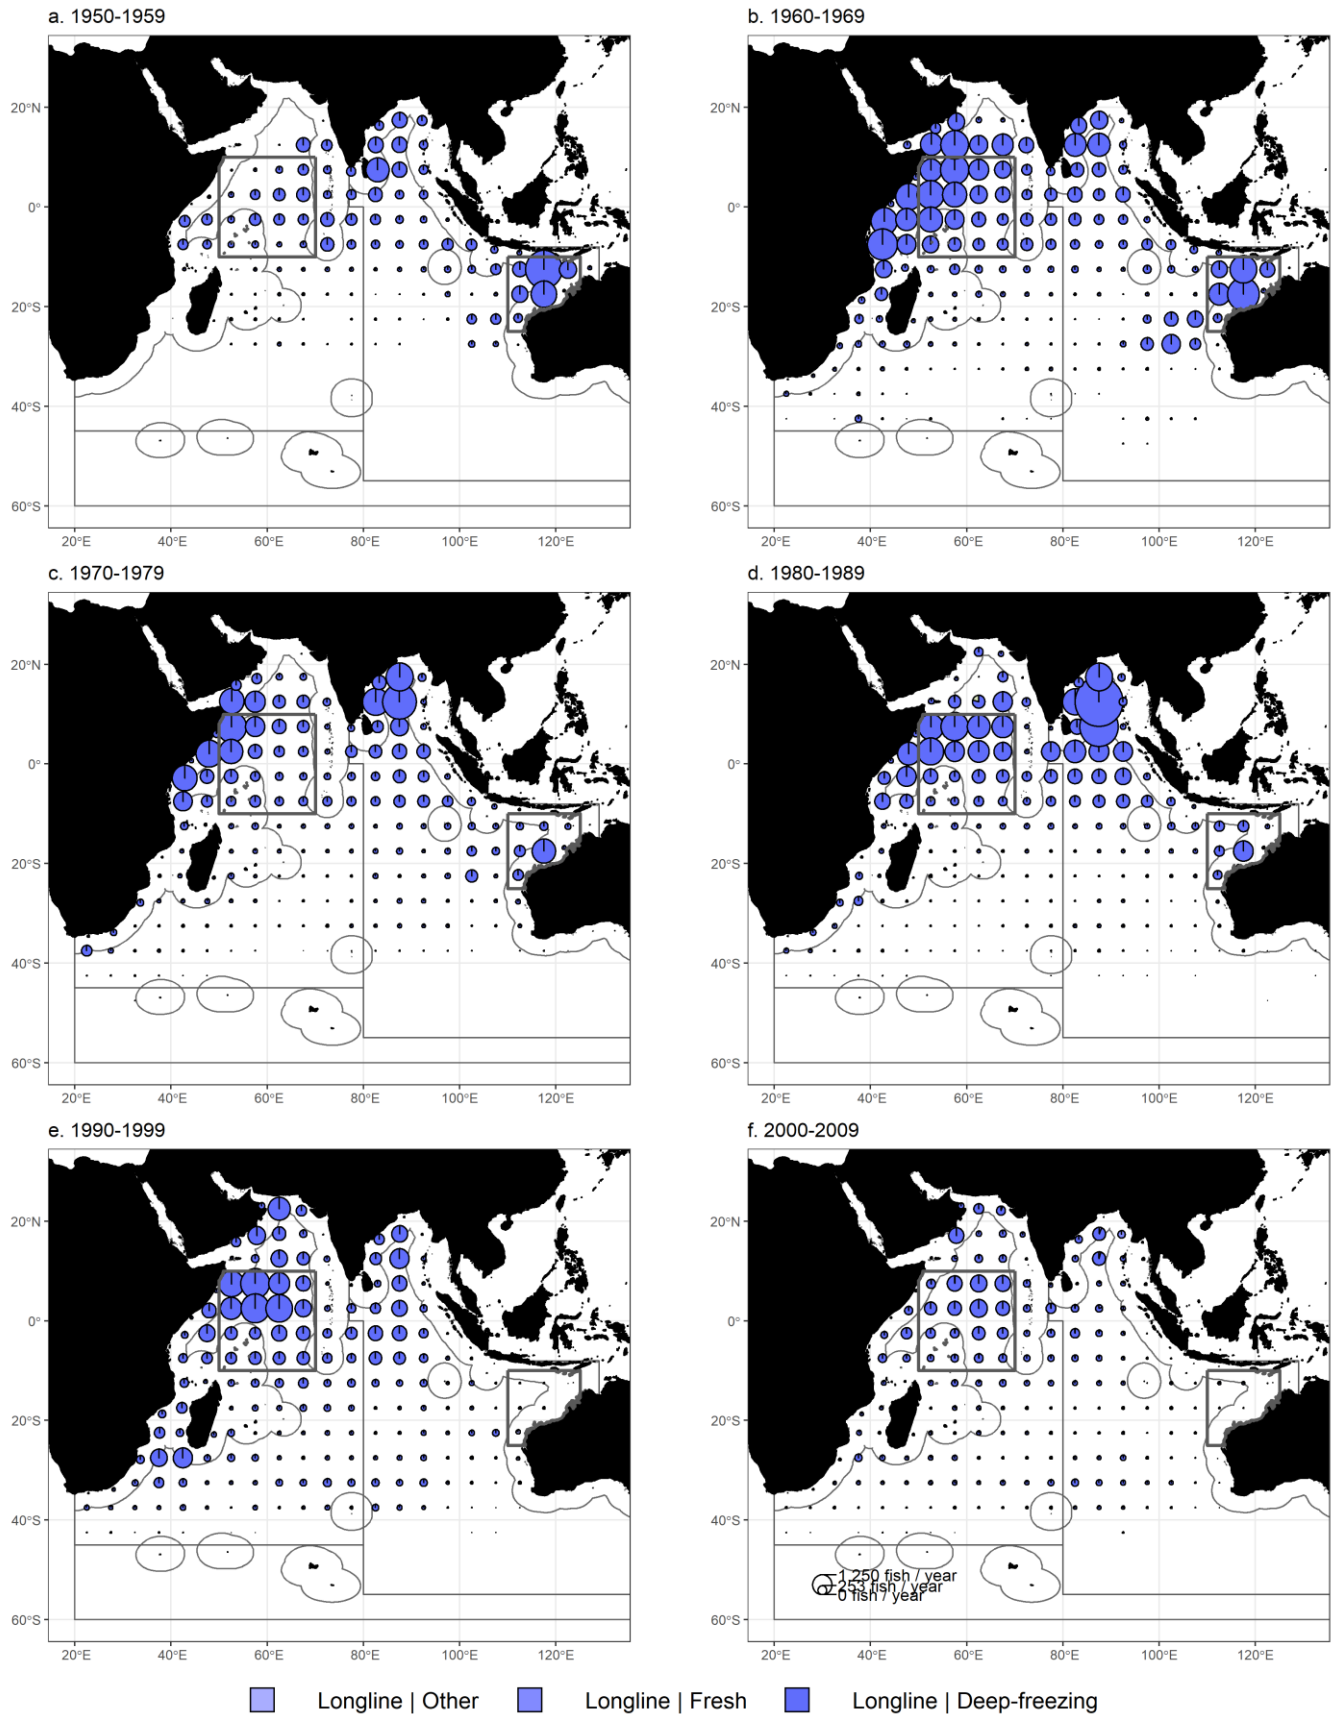 a. 1950-1959
b. 1960-1969
20°N
0°
20°S
40°S
60°S
20°N
0°
20°S
40°S
60°S
20°E 40°E 60°E 80°E 100°E 120°E
20°E 40°E 60°E 80°E 100°E 120°E
c. 1970-1979
d. 1980-1989
20°N
0°
20°S
40°S
60°S
20°N
0°
20°S
40°S
60°S
20°E 40°E 60°E 80°E 100°E 120°E
20°E 40°E 60°E 80°E 100°E 120°E
e. 1990-1999
f. 2000-2009
20°N
0°
20°S
40°S
60°S
20°N
0°
20°S
40°S
60°S
1,250 fish / year
253 fish / year
0 fish / year
20°E 40°E 60°E 80°E 100°E 120°E
20°E 40°E 60°E 80°E 100°E 120°E
Longline | Other Longline | Fresh Longline | Deep-freezing